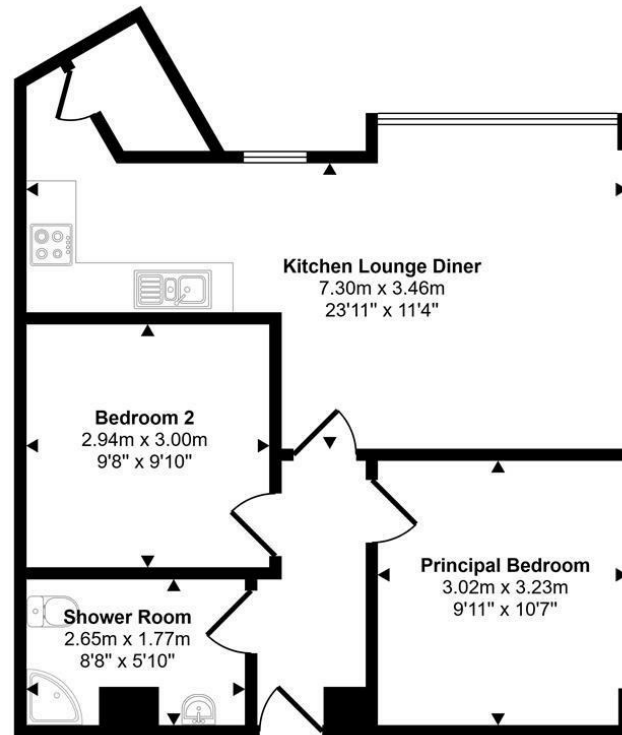 Kitchen Lounge Diner
7.30m x 3.46m
23'11" x 11'4"
Bedroom 2
2.94m x 3.00m
9'8" x 9'10"
Principal Bedroom
3.02m x 3.23m
9'11" x 10'7"
Shower Room
2.65m x 1.77m
8'8" x 5'10"